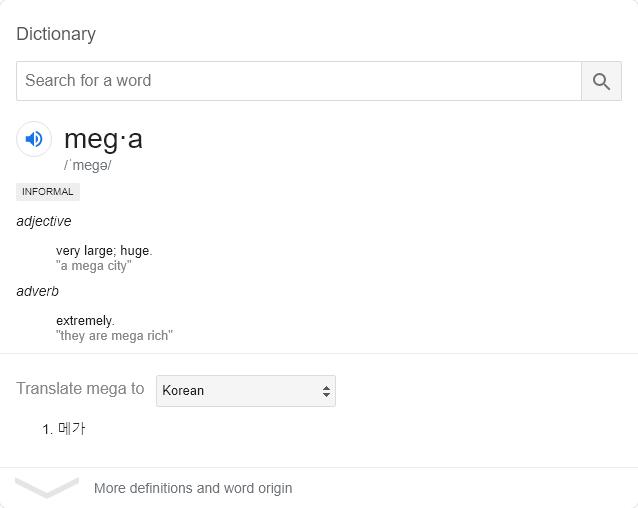 Dictionary
Search for a word
meg·a
/ˈmeɡə/
INFORMAL
adjective
very large; huge.
"a mega city"
adverb
extremely.
"they are mega rich"
Translate mega to Korean
1. 메가
More definitions and word origin